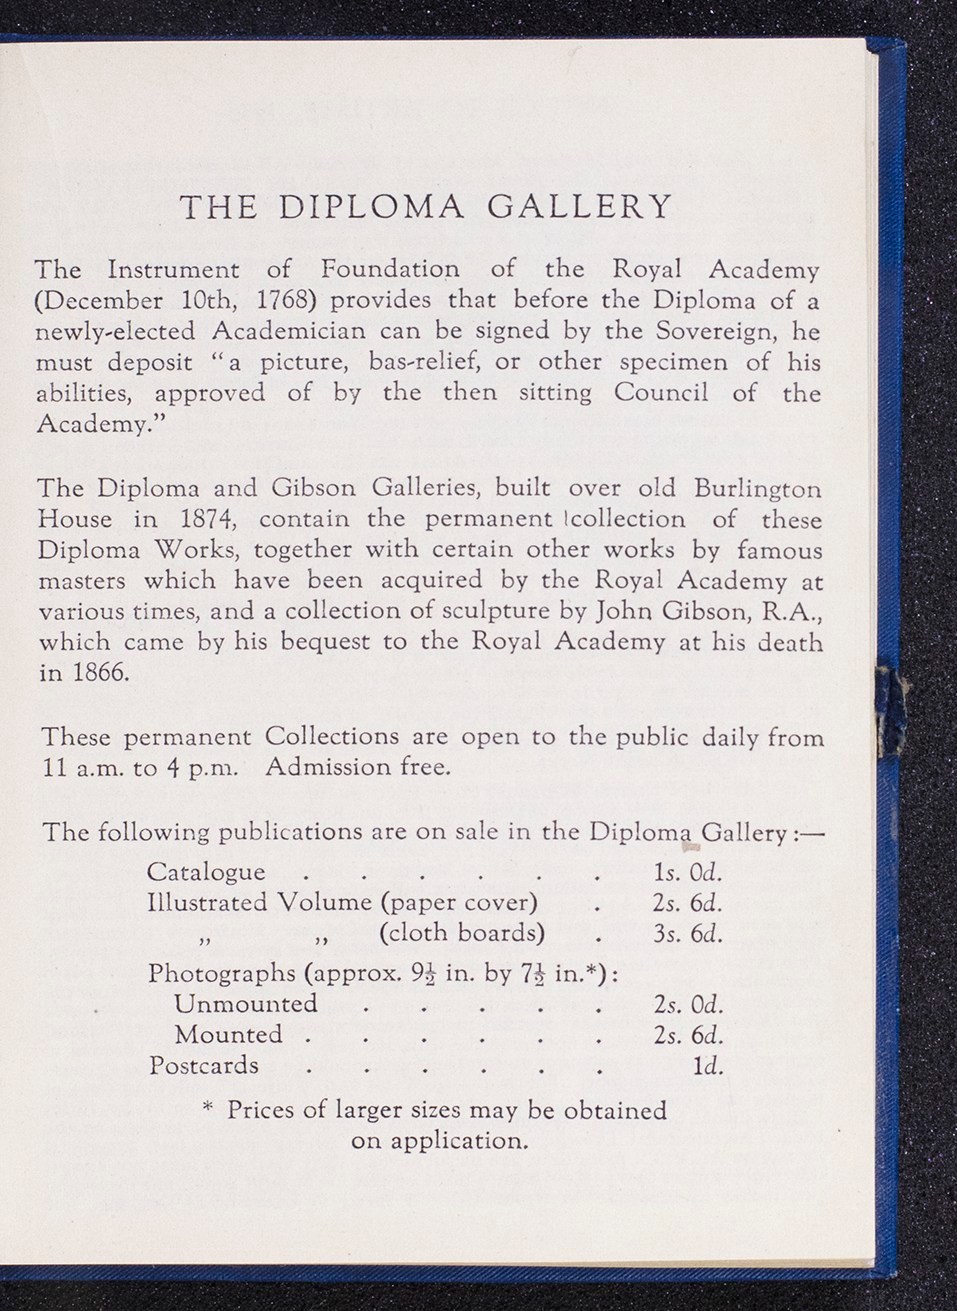 THE DIPLOMA GALLERY
The Instrument of Foundation of the Royal Academy
(December 10th, 1768) provides that before the Diploma of a
newly-elected Academician can be signed by the Sovereign, he
must deposit “a picture, bas-relief, or other specimen of his
abilities, approved of by the then sitting Council of the
Academy.”
The Diploma and Gibson Galleries, built over old Burlington
House in 1874, contain the permanent collection of these
Diploma Works, together with certain other works by famous
masters which have been acquired by the Royal Academy at
various times, and a collection of sculpture by John Gibson, R.A.,
which came by his bequest to the Royal Academy at his death
in 1866.
These permanent Collections are open to the public daily from
11 a.m. to 4 p.m. Admission free.
The following publications are on sale in the Diploma Gallery:—
Catalogue . . . . . . 1s. 0d.
Illustrated Volume (paper cover) . 2s. 6d.
„ „ (cloth boards) . 3s. 6d.
Photographs (approx. 9½ in. by 7½ in.*):
Unmounted . . . . . 2s. 0d.
Mounted . . . . . . 2s. 6d.
Postcards . . . . . . 1d.
* Prices of larger sizes may be obtained
on application.